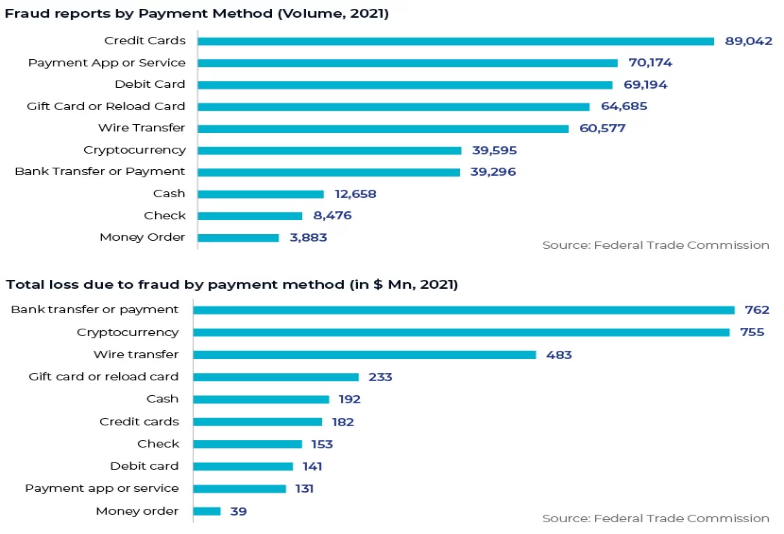 Fraud reports by Payment Method (Volume, 2021)
Credit Cards 89,042
Payment App or Service 70,174
Debit Card 69,194
Gift Card or Reload Card 64,685
Wire Transfer 60,577
Cryptocurrency 39,595
Bank Transfer or Payment 39,296
Cash 12,658
Check 8,476
Money Order 3,883
Source: Federal Trade Commission
Total loss due to fraud by payment method (in $ Mn, 2021)
Bank transfer or payment 762
Cryptocurrency 755
Wire transfer 483
Gift card or reload card 233
Cash 192
Credit cards 182
Check 153
Debit card 141
Payment app or service 131
Money order 39
Source: Federal Trade Commission